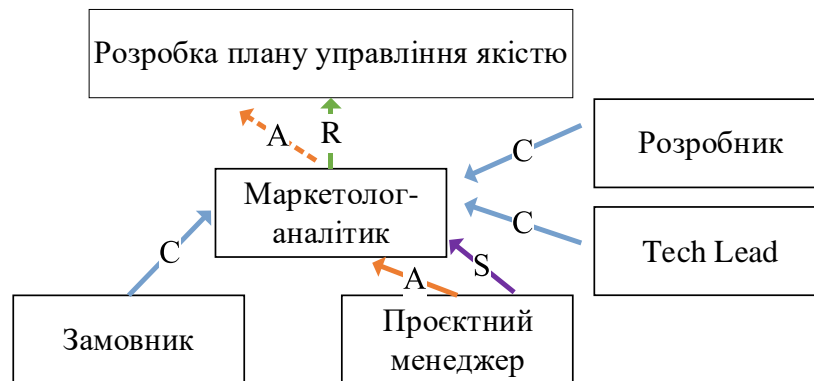 Розробка плану управління якістю
A
R
C
Розробник
Маркетолог-
аналітик
C
C
S
A
Tech Lead
Замовник
Проєктний
менеджер